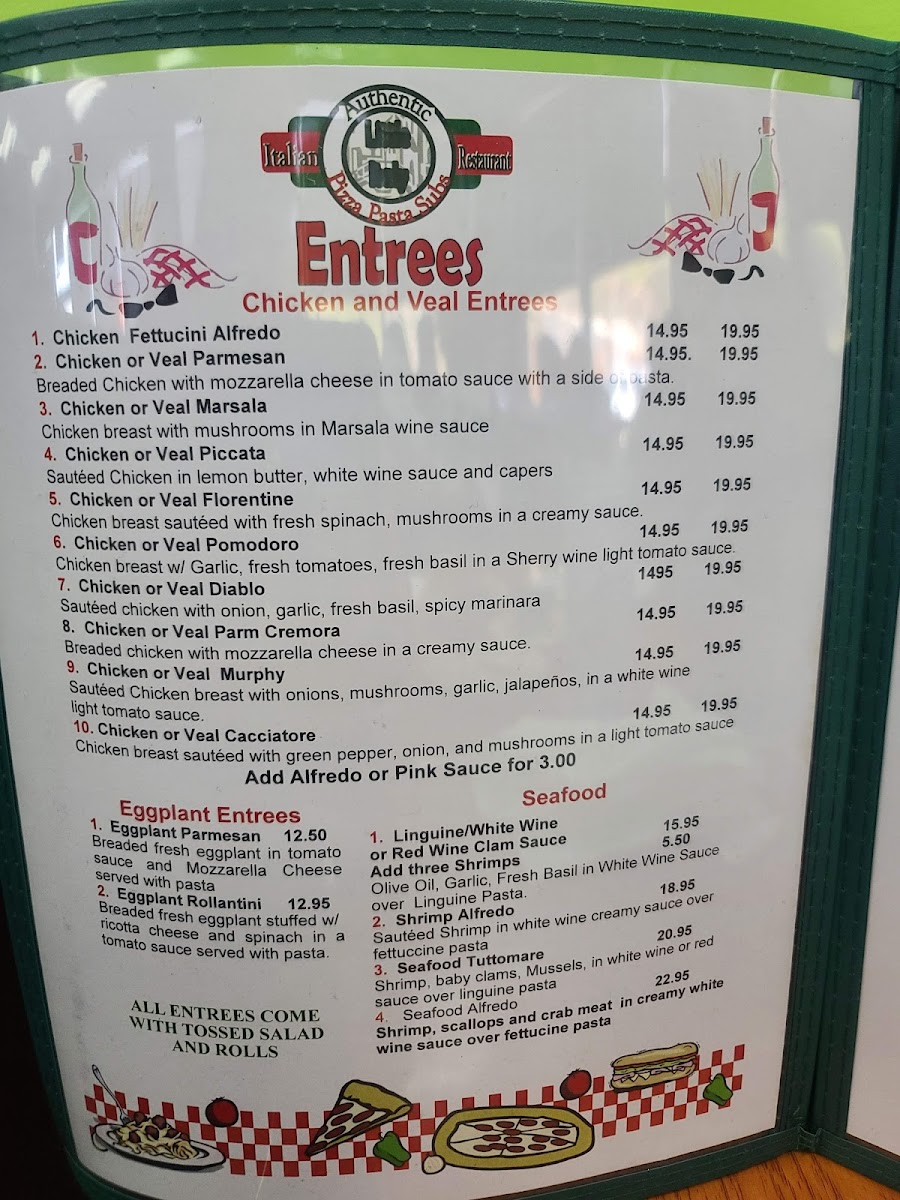 Authentic
Italian
Little Italy
Restaurant
Pizza Pasta Subs
Entrees
Chicken and Veal Entrees
1. Chicken Fettucini Alfredo 14.95 19.95
2. Chicken or Veal Parmesan 14.95. 19.95
Breaded Chicken with mozzarella cheese in tomato sauce with a side of pasta.
3. Chicken or Veal Marsala 14.95 19.95
Chicken breast with mushrooms in Marsala wine sauce
4. Chicken or Veal Piccata 14.95 19.95
Sautéed Chicken in lemon butter, white wine sauce and capers
5. Chicken or Veal Florentine 14.95 19.95
Chicken breast sautéed with fresh spinach, mushrooms in a creamy sauce.
6. Chicken or Veal Pomodoro 14.95 19.95
Chicken breast w/ Garlic, fresh tomatoes, fresh basil in a Sherry wine light tomato sauce.
7. Chicken or Veal Diablo 1495 19.95
Sautéed chicken with onion, garlic, fresh basil, spicy marinara
8. Chicken or Veal Parm Cremora 14.95 19.95
Breaded chicken with mozzarella cheese in a creamy sauce.
9. Chicken or Veal Murphy 14.95 19.95
Sautéed Chicken breast with onions, mushrooms, garlic, jalapeños, in a white wine
light tomato sauce.
10. Chicken or Veal Cacciatore 14.95 19.95
Chicken breast sautéed with green pepper, onion, and mushrooms in a light tomato sauce
Add Alfredo or Pink Sauce for 3.00
Eggplant Entrees
1. Eggplant Parmesan 12.50
Breaded fresh eggplant in tomato
sauce and Mozzarella Cheese
served with pasta
2. Eggplant Rollantini 12.95
Breaded fresh eggplant stuffed w/
ricotta cheese and spinach in a
tomato sauce served with pasta.
ALL ENTREES COME
WITH TOSSED SALAD
AND ROLLS
Seafood
1. Linguine/White Wine
or Red Wine Clam Sauce 15.95
Add three Shrimps 5.50
Olive Oil, Garlic, Fresh Basil in White Wine Sauce
over Linguine Pasta.
2. Shrimp Alfredo 18.95
Sautéed Shrimp in white wine creamy sauce over
fettuccine pasta
3. Seafood Tuttomare 20.95
Shrimp, baby clams, Mussels, in white wine or red
sauce over linguine pasta
4. Seafood Alfredo 22.95
Shrimp, scallops and crab meat in creamy white
wine sauce over fettucine pasta